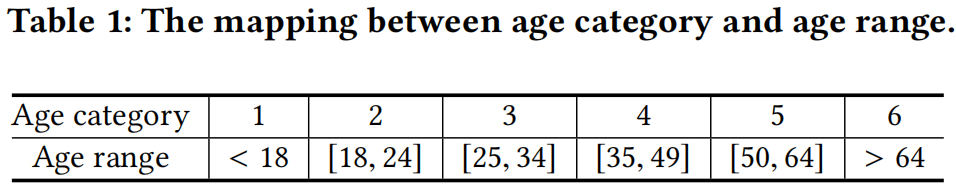 Table 1: The mapping between age category and age range.
Age category 1 2 3 4 5 6
Age range < 18 [18, 24] [25, 34] [35, 49] [50, 64] > 64